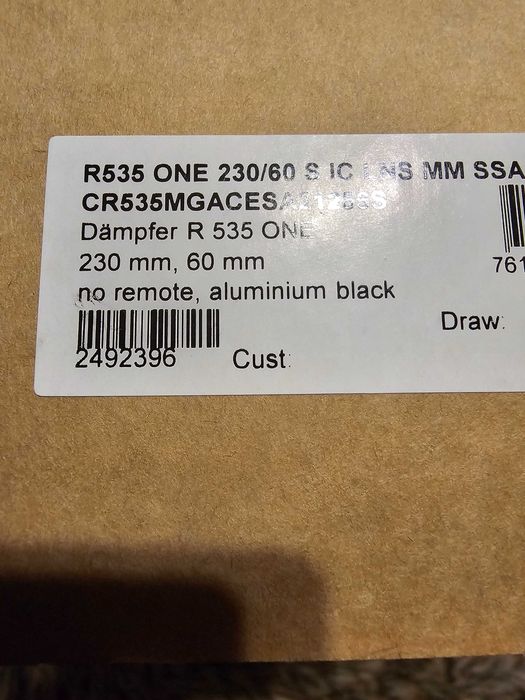 R535 ONE 230/60 S IC LNS MM SSA
Dämpfer R 535 ONE
230 mm, 60 mm
no remote, aluminium black
761
Draw:
2492396 Cust: